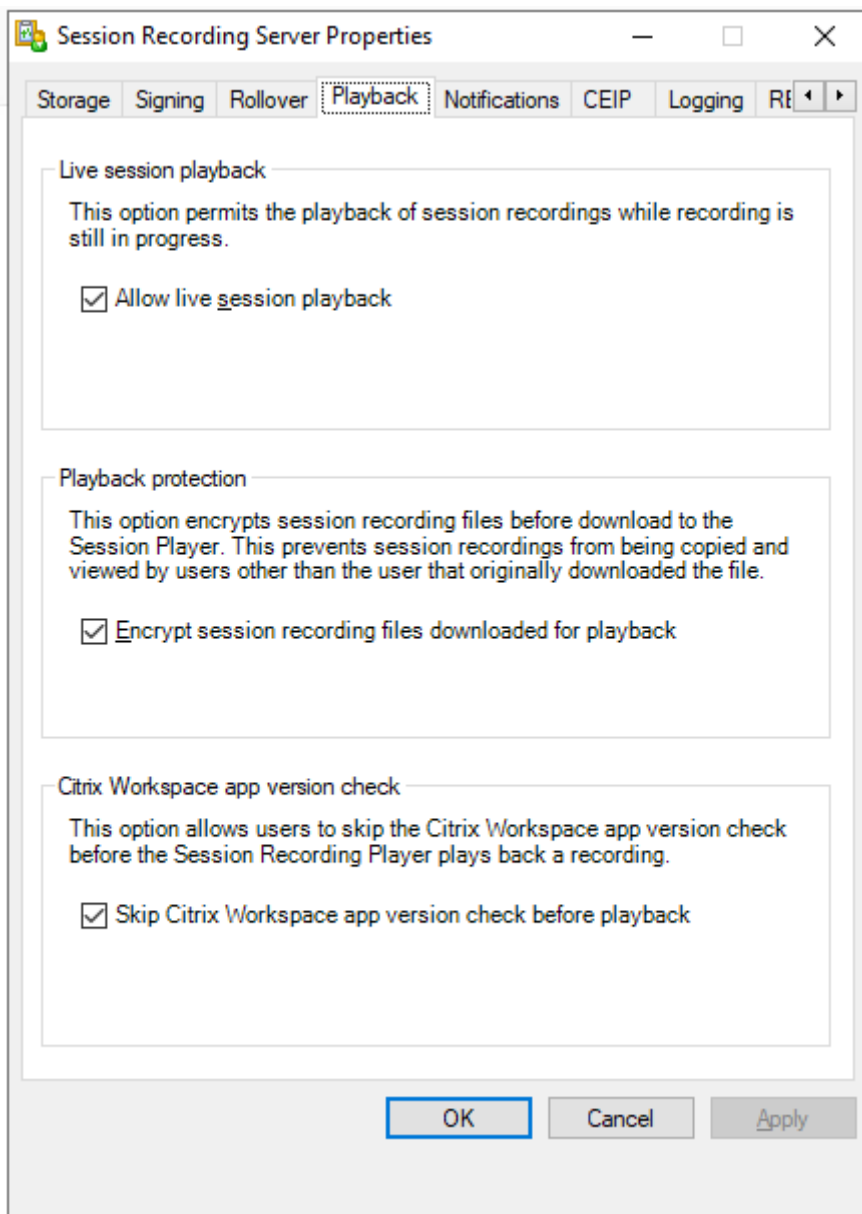 Session Recording Server Properties
Storage Signing Rollover Playback Notifications CEIP Logging
Live session playback
This option permits the playback of session recordings while recording is
still in progress.
Allow live session playback
Playback protection
This option encrypts session recording files before download to the
Session Player. This prevents session recordings from being copied and
viewed by users other than the user that originally downloaded the file.
Encrypt session recording files downloaded for playback
Citrix Workspace app version check
This option allows users to skip the Citrix Workspace app version check
before the Session Recording Player plays back a recording.
Skip Citrix Workspace app version check before playback
OK Cancel Apply